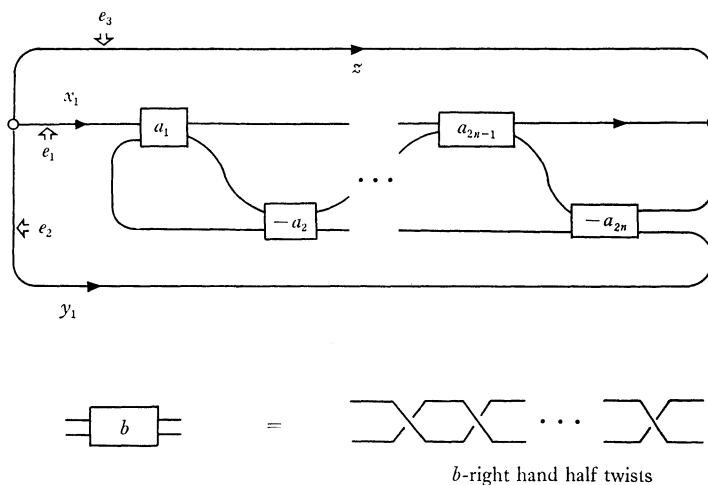 e₃
z
x₁
a₁
a₂ₙ₋₁
e₁
. . .
−a₂
−a₂ₙ
e₂
y₁
b
=
. . .
b-right hand half twists